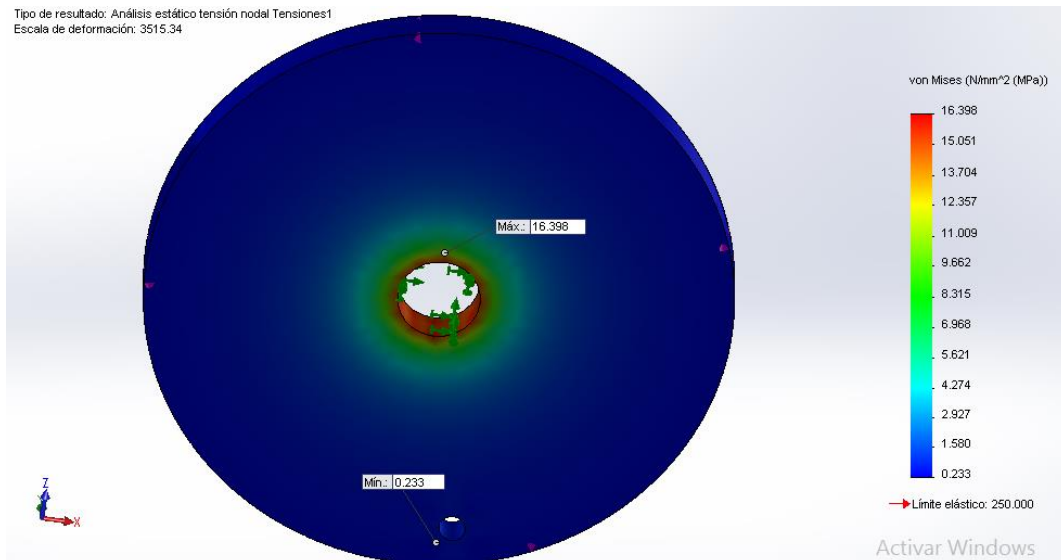 Tipo de resultado: Análisis estático tensión nodal Tensiones1
Escala de deformación: 3515.34
von Mises (N/mm^2 (MPa))
16.398
15.051
13.704
12.357
11.009
9.662
8.315
6.968
5.621
4.274
2.927
1.580
0.233
Límite elástico: 250.000
Máx.: 16.398
Mín.: 0.233
Z
X
Activar Windows